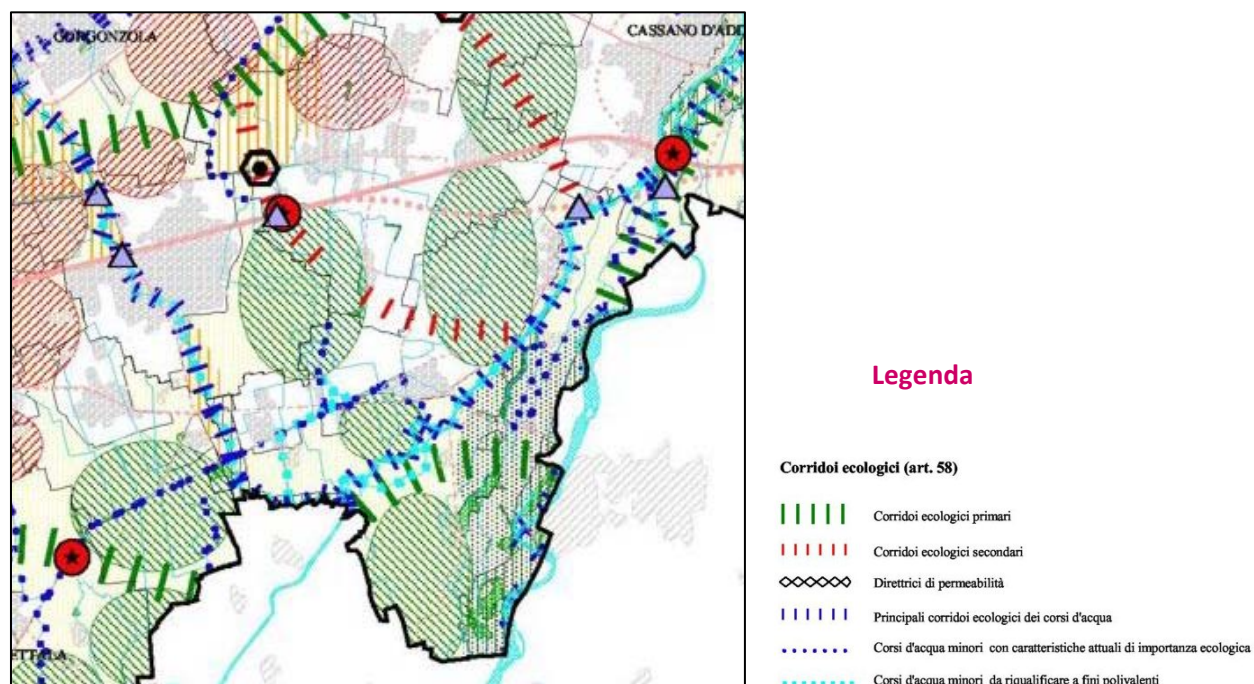 GORGONZOLA
CASSANO D'ADD
ETTALA
Legenda
Corridoi ecologici (art. 58)
Corridoi ecologici primari
Corridoi ecologici secondari
Direttrici di permeabilità
Principali corridoi ecologici dei corsi d'acqua
Corsi d'acqua minori con caratteristiche attuali di importanza ecologica
Corsi d'acqua minori da riqualificare a fini polivalenti